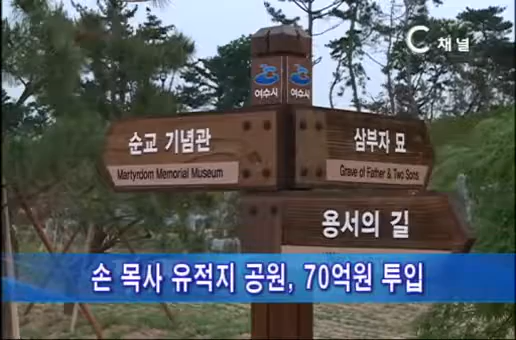 C채널
여수시 여수시
순교 기념관
Martyrdom Memorial Museum
삼부자 묘
Grave of Father & Two Sons
용서의 길
손 목사 유적지 공원, 70억원 투입